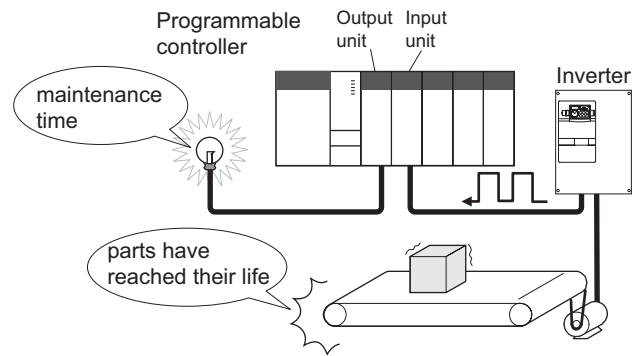 Programmable
controller
Output
unit
Input
unit
Inverter
maintenance
time
parts have
reached their life